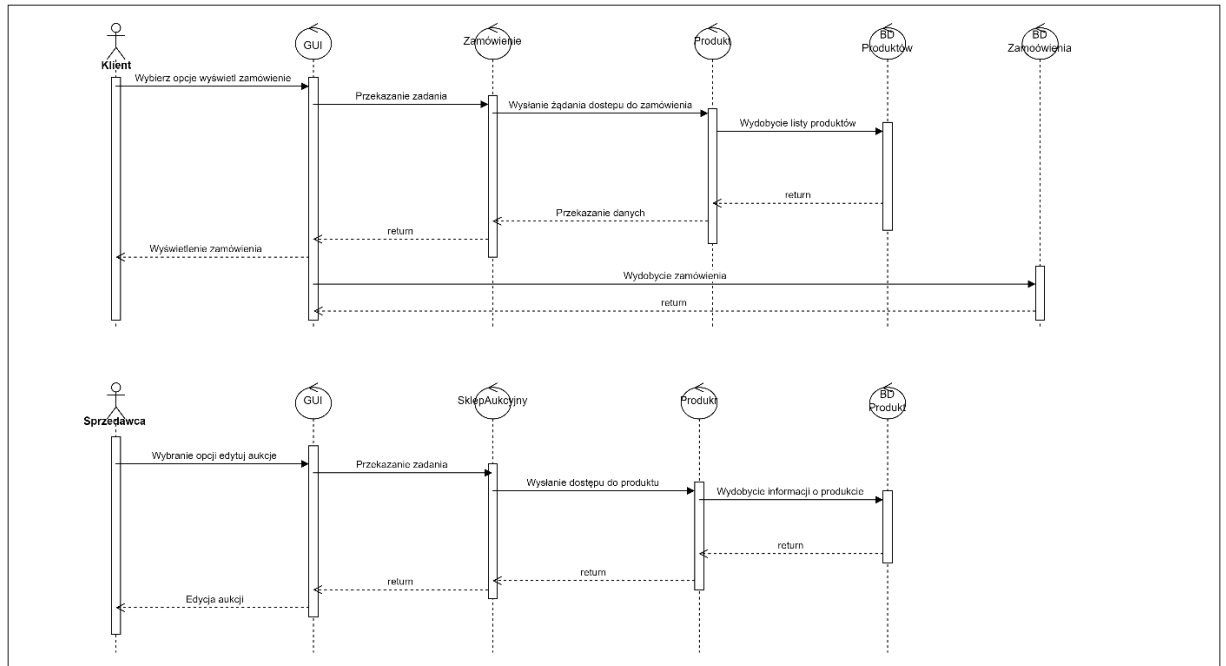 Klient
GUI
Zamówienie
Produkt
BD
Produktów
BD
Zamoówienia
Wybierz opcje wyświetl zamówienie
Przekazanie zadania
Wysłanie żądania dostepu do zamówienia
Wydobycie listy produktów
return
Przekazanie danych
return
Wyświetlenie zamówienia
Wydobycie zamówienia
return
Sprzedawca
GUI
SklepAukcyjny
Produkt
BD
Produkt
Wybranie opcji edytuj aukcje
Przekazanie zadania
Wysłanie dostępu do produktu
Wydobycie informacji o produkcie
return
return
return
Edycja aukcji